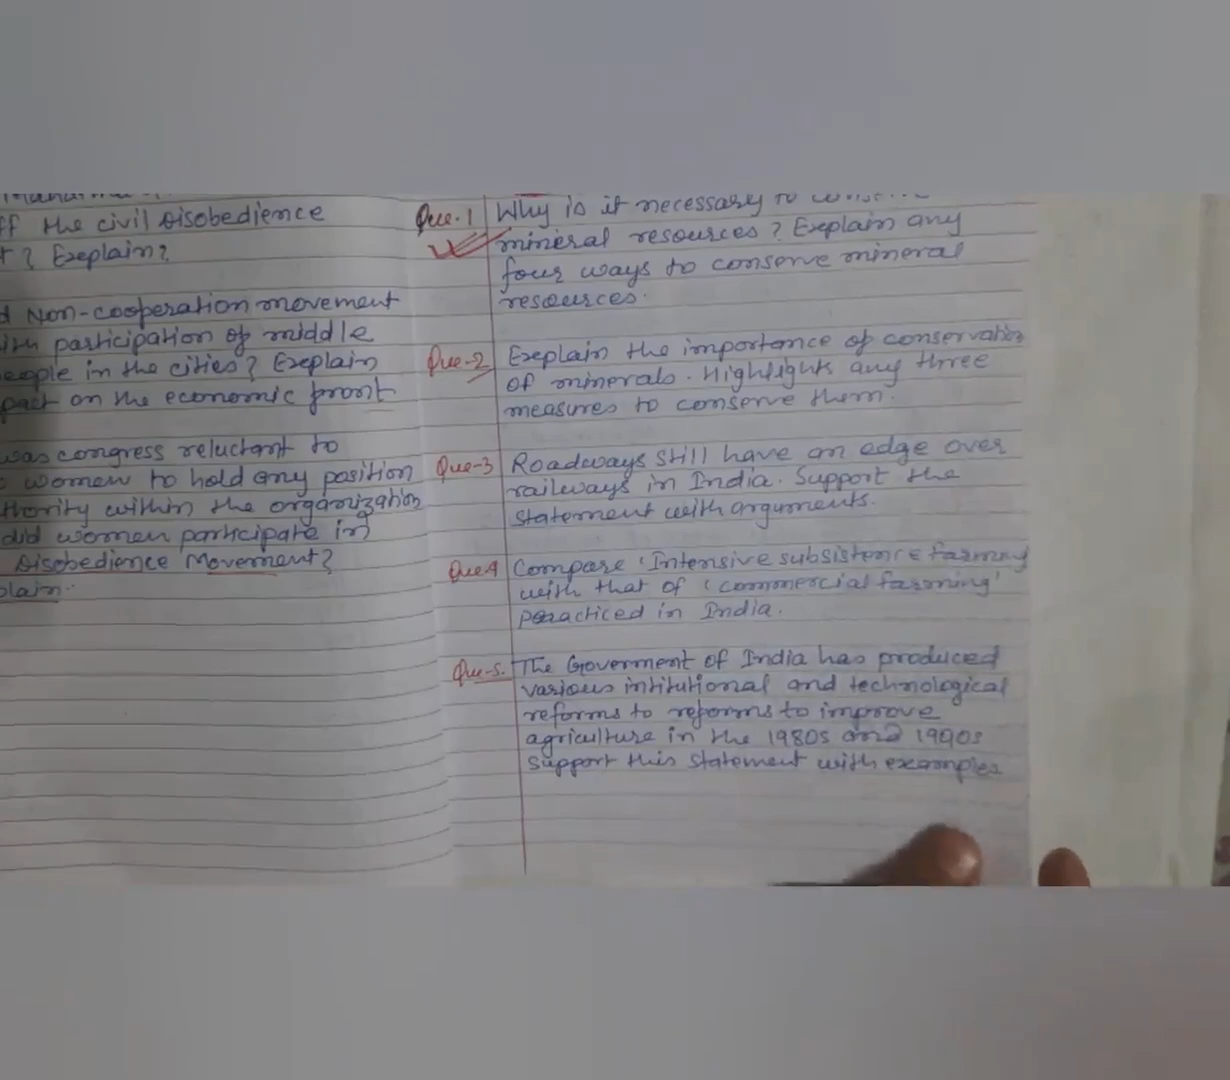 ff the civil Disobedience
t? Explain?
d Non-cooperation movement
ith participation of middle
eople in the cities? Explain
pact on the economic front
was congress reluctant to
women to hold any position
thority within the organization
did women participate in
Disobedience Movement?
plain.
Que.1 Why is it necessary to
mineral resources? Explain any
four ways to conserve mineral
resources.
Que-2 Explain the importance of conservation
of minerals. Highlights any three
measures to conserve them.
Que-3 Roadways still have an edge over
railways in India. Support the
statement with arguments.
Que4 Compare 'Intensive subsistence farming
with that of 'commercial farming'
practiced in India.
Que-5. The Goverment of India has produced
various intitutional and technological
reforms to reforms to improve
agriculture in the 1980s and 1990s
support this statement with examples